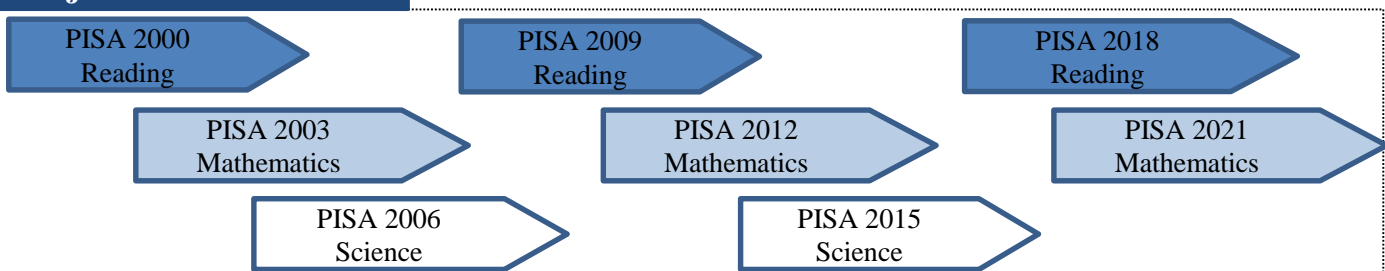 PISA 2000
Reading
PISA 2009
Reading
PISA 2018
Reading
PISA 2003
Mathematics
PISA 2012
Mathematics
PISA 2021
Mathematics
PISA 2006
Science
PISA 2015
Science